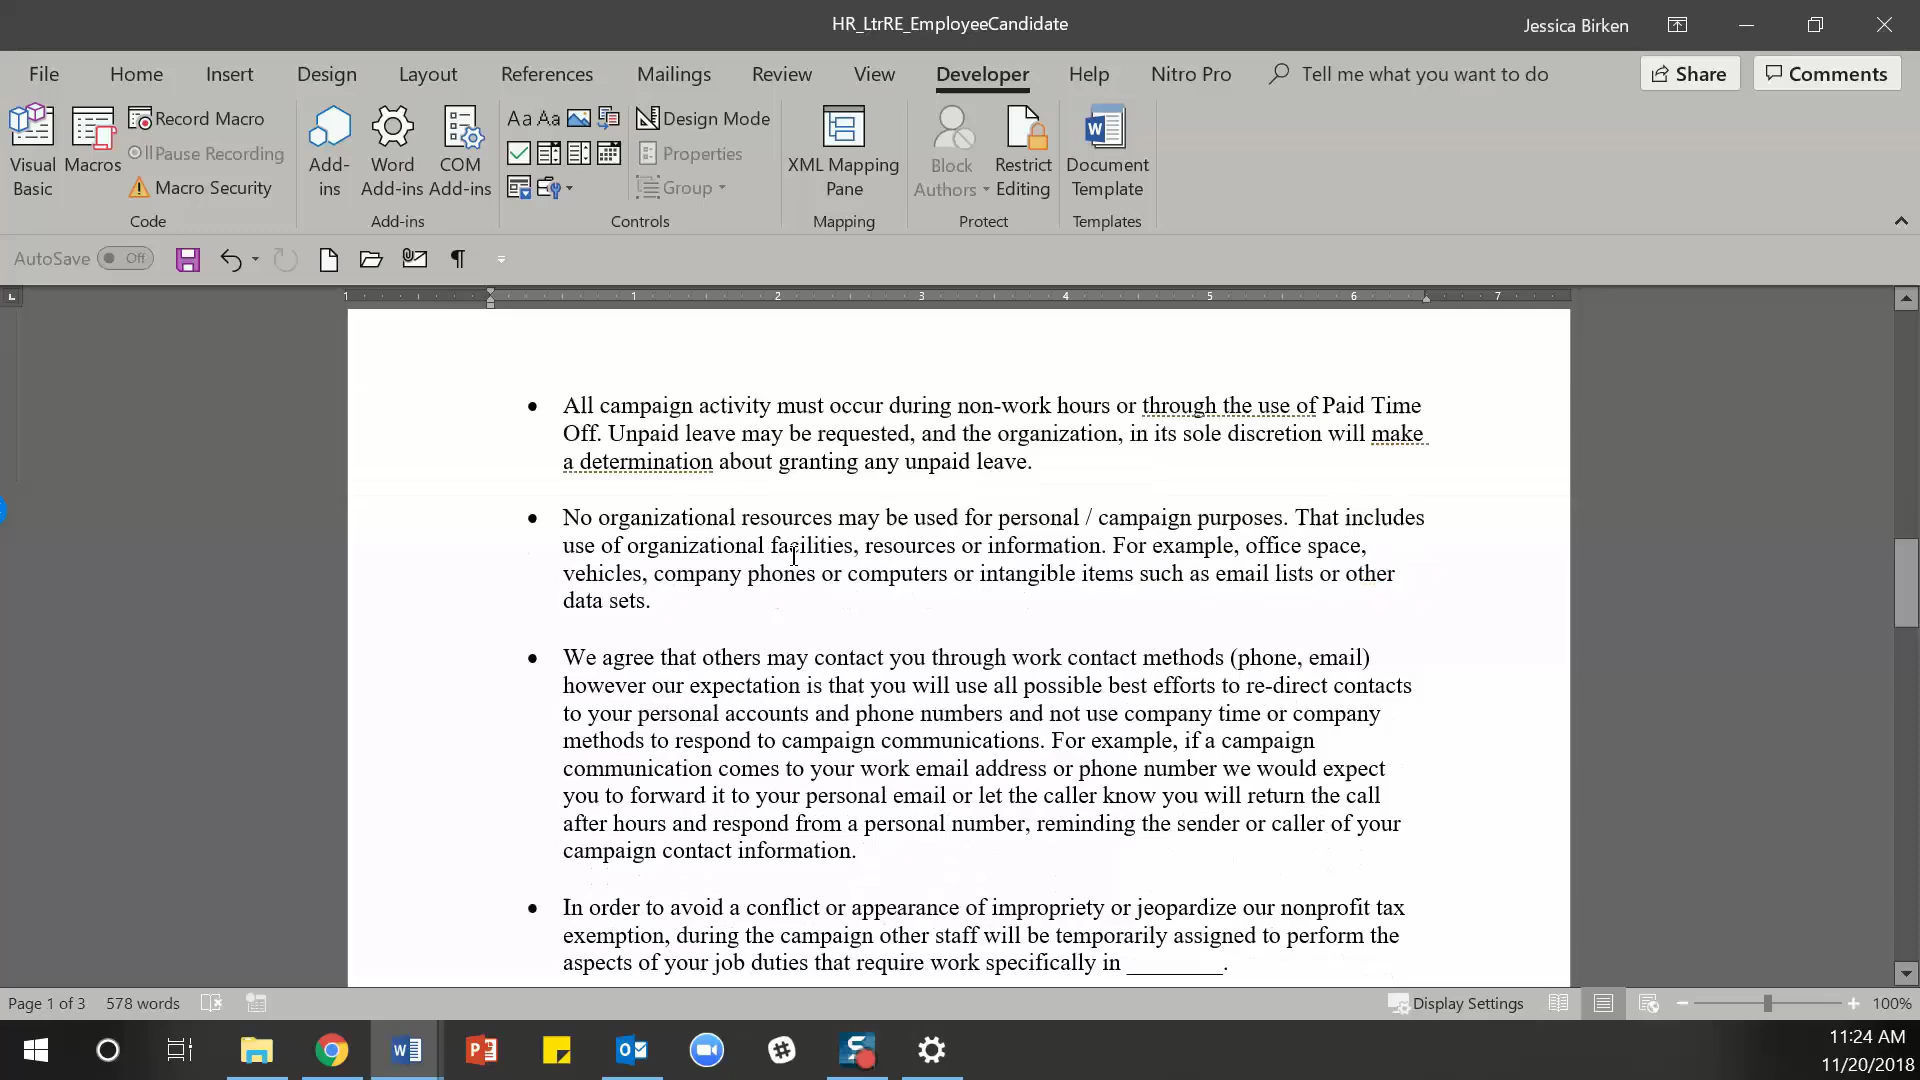 HR_LtrRE_EmployeeCandidate
Jessica Birken
File Home Insert Design Layout References Mailings Review View Developer Help Nitro Pro Tell me what you want to do Share Comments
Visual Basic
Macros
Record Macro
Pause Recording
Macro Security
Code
Add-ins
Word Add-ins
COM Add-ins
Add-ins
Aa Aa
Design Mode
Properties
Group
Controls
XML Mapping Pane
Mapping
Block Authors
Restrict Editing
Protect
Document Template
Templates
AutoSave Off
1 1 2 3 4 5 6 7
• All campaign activity must occur during non-work hours or through the use of Paid Time
Off. Unpaid leave may be requested, and the organization, in its sole discretion will make
a determination about granting any unpaid leave.
• No organizational resources may be used for personal / campaign purposes. That includes
use of organizational facilities, resources or information. For example, office space,
vehicles, company phones or computers or intangible items such as email lists or other
data sets.
• We agree that others may contact you through work contact methods (phone, email)
however our expectation is that you will use all possible best efforts to re-direct contacts
to your personal accounts and phone numbers and not use company time or company
methods to respond to campaign communications. For example, if a campaign
communication comes to your work email address or phone number we would expect
you to forward it to your personal email or let the caller know you will return the call
after hours and respond from a personal number, reminding the sender or caller of your
campaign contact information.
• In order to avoid a conflict or appearance of impropriety or jeopardize our nonprofit tax
exemption, during the campaign other staff will be temporarily assigned to perform the
aspects of your job duties that require work specifically in ________.
Page 1 of 3 578 words Display Settings 100%
11:24 AM
11/20/2018